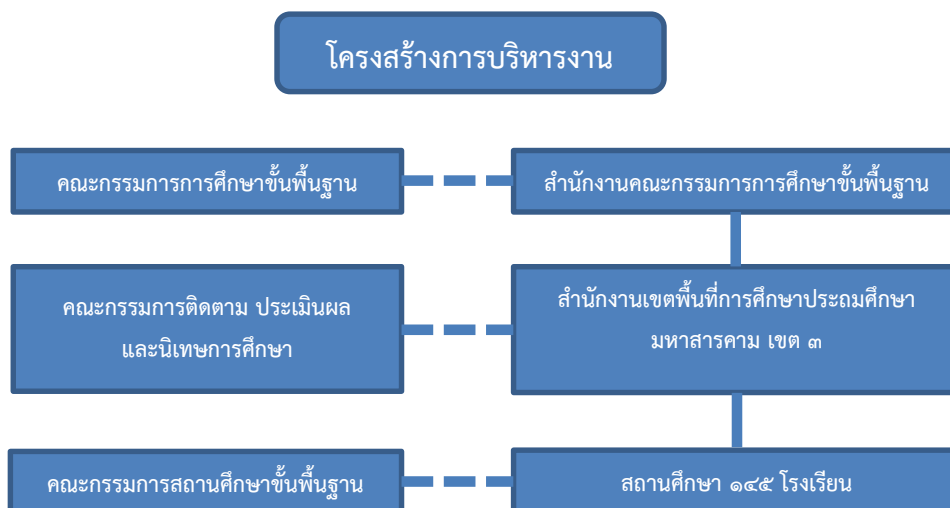 โครงสร้างการบริหารงาน
คณะกรรมการการศึกษาขั้นพื้นฐาน
สำนักงานคณะกรรมการการศึกษาขั้นพื้นฐาน
คณะกรรมการติดตาม ประเมินผล
และนิเทษการศึกษา
สำนักงานเขตพื้นที่การศึกษาประถมศึกษา
มหาสารคาม เขต ๓
คณะกรรมการสถานศึกษาขั้นพื้นฐาน
สถานศึกษา ๑๔๕ โรงเรียน